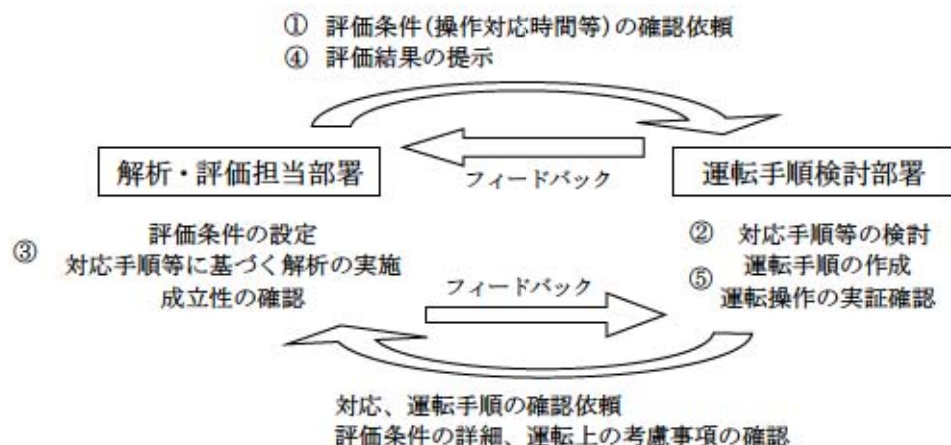 ① 評価条件(操作対応時間等)の確認依頼
④ 評価結果の提示
解析・評価担当部署
フィードバック
運転手順検討部署
③
評価条件の設定
対応手順等に基づく解析の実施
成立性の確認
フィードバック
② 対応手順等の検討
⑤
運転手順の作成
運転操作の実証確認
対応、運転手順の確認依頼
評価条件の詳細、運転上の考慮事項の確認